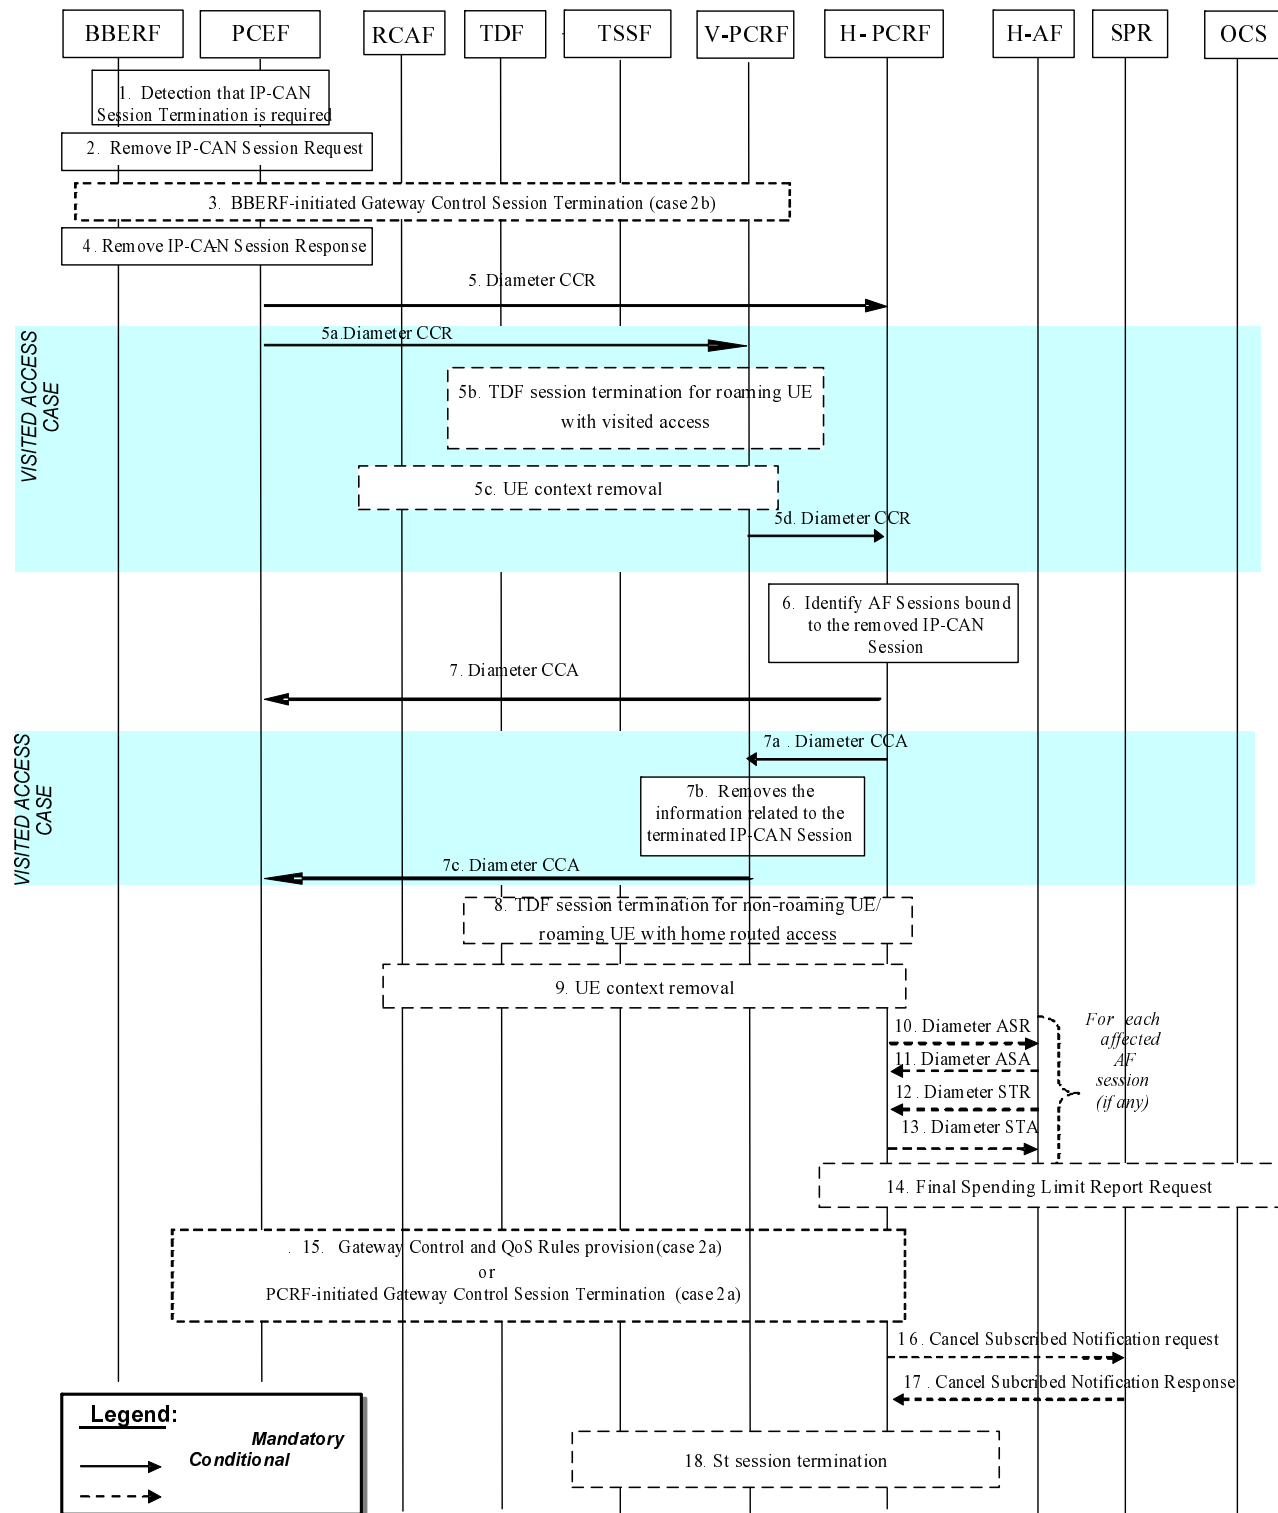 BBERF PCEF RCAF TDF TSSF V-PCRF H- PCRF H-AF SPR OCS
1. Detection that IP-CAN
Session Termination is required
2. Remove IP-CAN Session Request
3. BBERF-initiated Gateway Control Session Termination (case 2b)
4. Remove IP-CAN Session Response
5. Diameter CCR
VISITED ACCESS
CASE
5a.Diameter CCR
5b. TDF session termination for roaming UE
with visited access
5c. UE context removal
5d. Diameter CCR
6. Identify AF Sessions bound
to the removed IP-CAN
Session
7. Diameter CCA
VISITED ACCESS
CASE
7a . Diameter CCA
7b. Removes the
information related to the
terminated IP-CAN Session
7c. Diameter CCA
8. TDF session termination for non-roaming UE/
roaming UE with home routed access
9. UE context removal
10. Diameter ASR
11. Diameter ASA
12. Diameter STR
13. Diameter STA
For each
affected
AF
session
(if any)
14. Final Spending Limit Report Request
. 15. Gateway Control and QoS Rules provision (case 2a)
or
PCRF-initiated Gateway Control Session Termination (case 2a)
16. Cancel Subscribed Notification request
17. Cancel Subcribed Notification Response
18. St session termination
Legend:
Mandatory
Conditional